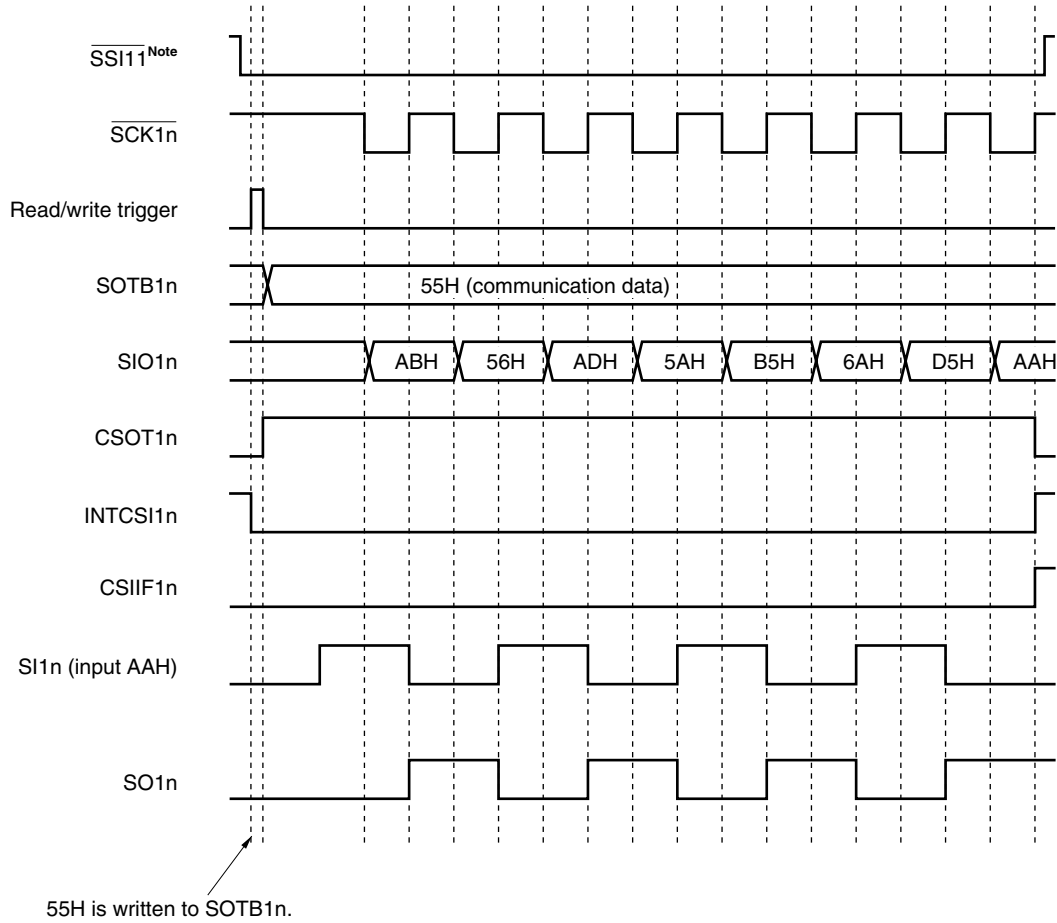 SSI11Note
SCK1n
Read/write trigger
SOTB1n
55H (communication data)
SIO1n
ABH 56H ADH 5AH B5H 6AH D5H AAH
CSOT1n
INTCSI1n
CSIIF1n
SI1n (input AAH)
SO1n
55H is written to SOTB1n.